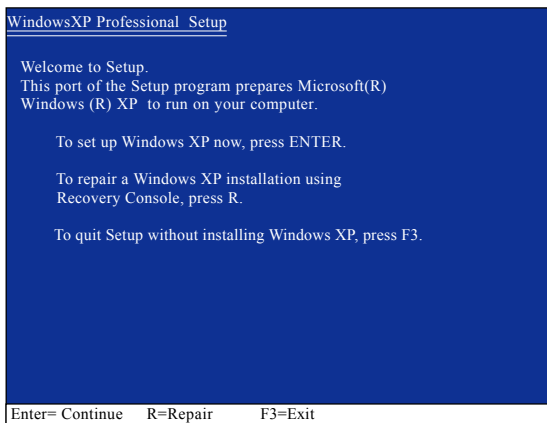 WindowsXP Professional Setup
Welcome to Setup.
This port of the Setup program prepares Microsoft(R)
Windows (R) XP to run on your computer.
To set up Windows XP now, press ENTER.
To repair a Windows XP installation using
Recovery Console, press R.
To quit Setup without installing Windows XP, press F3.
Enter= Continue R=Repair F3=Exit